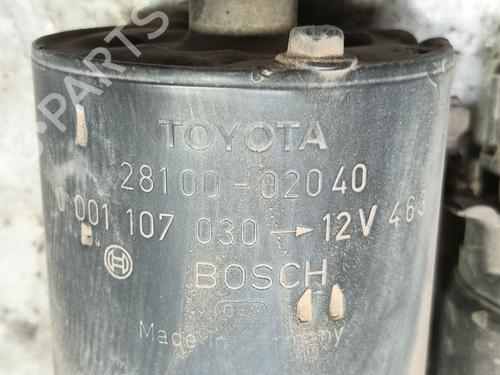 TOYOTA
28100-02040
0 001 107 030 → 12V 463
BOSCH
Made in Germany